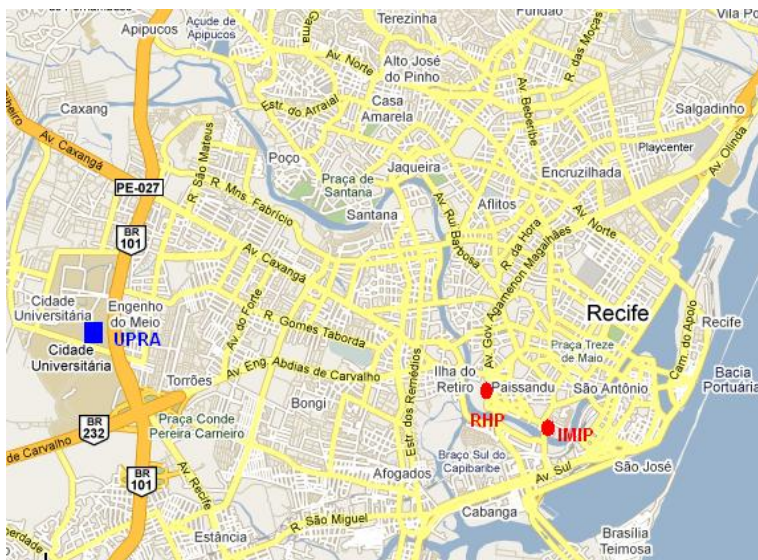 Apipucos
Açude de
Apipucos
Gama
Terezinha
Fundão
Vila Po
R. das Moças
Alto José
do Pinho
Av. Norte
Av. Beberibe
Caxang
Estr. do Arraial
Casa
Amarela
Salgadinho
Av. Caxangá
R. São Mateus
Poço
Jaqueira
Playcenter
Av. Olinda
PE-027
Praça de
Santana
Encruzilhada
R. Mns. Fabrício
Santana
Aflitos
Av. Rui Barbosa
R. da Hora
Av. Norte
BR
101
Av. Caxangá
Av. Gov. Agamenon Magalhães
Cidade
Universitária
Engenho
do Meio
UPRA
Cidade
Universitária
Av. do Forte
R. Gomes Taborda
Recife
Recife
Cam. do Apolo
Praça Treze
de Maio
Av. Eng. Abdias de Carvalho
Torrões
Bongi
Estr. dos Remédios
Ilha do
Retiro
Paissandu
São Antônio
Bacia
Portuária
RHP
IMIP
BR
232
Praça Conde
Pereira Carneiro
de Carvalho
BR
101
Av. Recife
Afogados
Braço Sul do
Capibaribe
Av. Sul
São José
Cabanga
R. São Miguel
Estância
Brasília
Teimosa